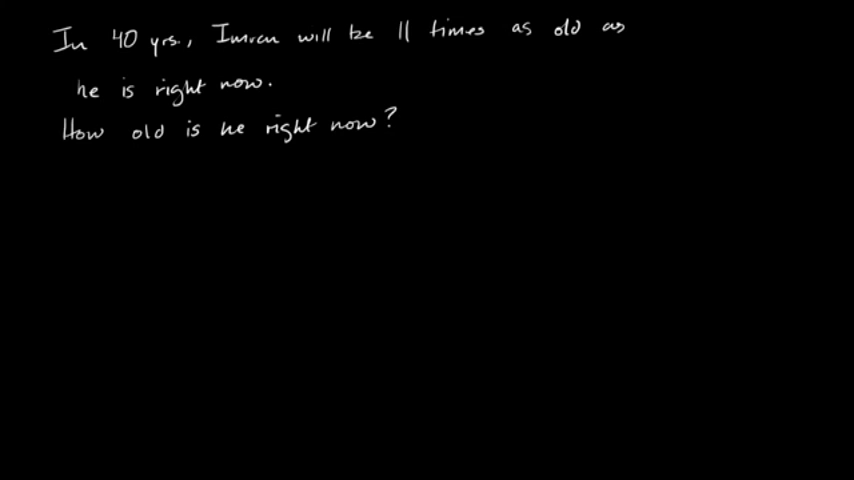 In 40 yrs., Imran will be 11 times as old as
he is right now.
How old is he right now?